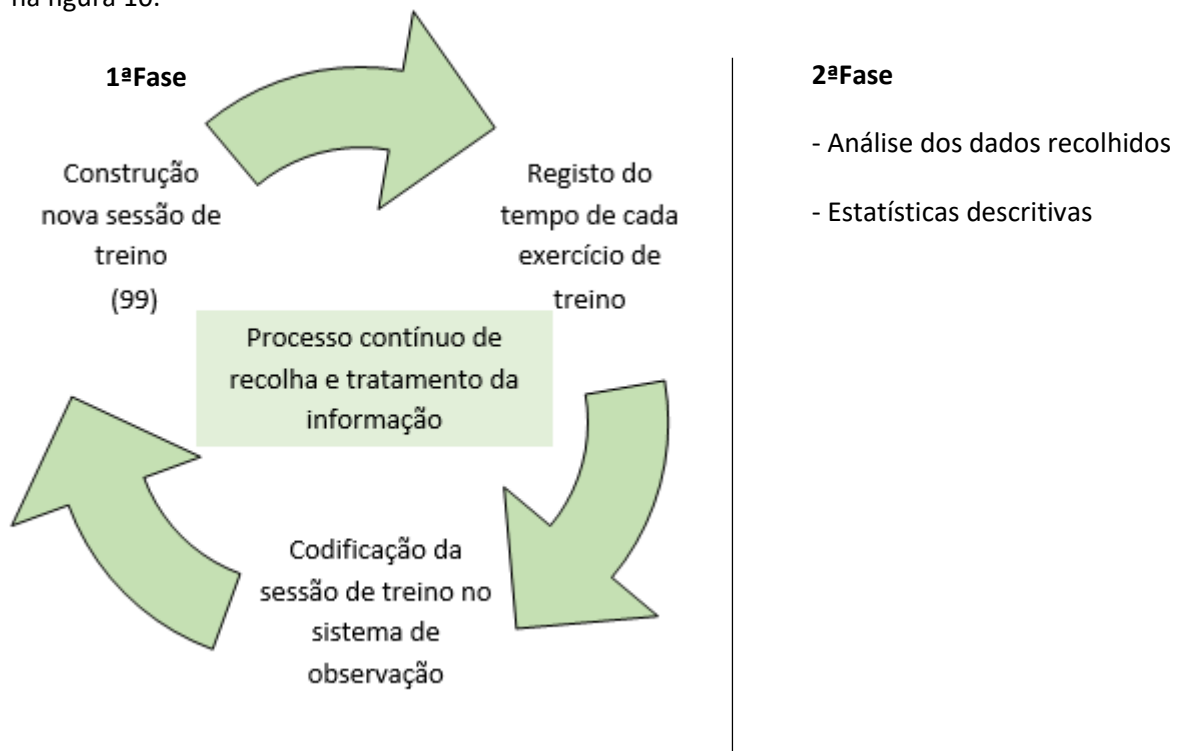 na figura 10.
1ªFase
Construção
nova sessão de
treino
(99)
Registo do
tempo de cada
exercício de
treino
Processo contínuo de
recolha e tratamento da
informação
Codificação da
sessão de treino no
sistema de
observação
2ªFase
- Análise dos dados recolhidos
- Estatísticas descritivas